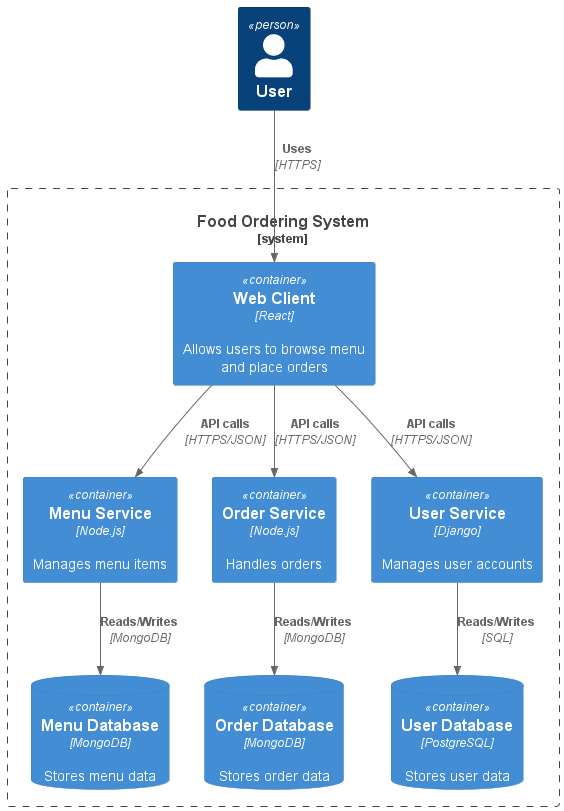 «person»
User
Uses
[HTTPS]
Food Ordering System
[system]
«container»
Web Client
[React]
Allows users to browse menu
and place orders
API calls
[HTTPS/JSON]
API calls
[HTTPS/JSON]
API calls
[HTTPS/JSON]
«container»
Menu Service
[Node.js]
Manages menu items
«container»
Order Service
[Node.js]
Handles orders
«container»
User Service
[Django]
Manages user accounts
Reads/Writes
[MongoDB]
Reads/Writes
[MongoDB]
Reads/Writes
[SQL]
«container»
Menu Database
[MongoDB]
Stores menu data
«container»
Order Database
[MongoDB]
Stores order data
«container»
User Database
[PostgreSQL]
Stores user data